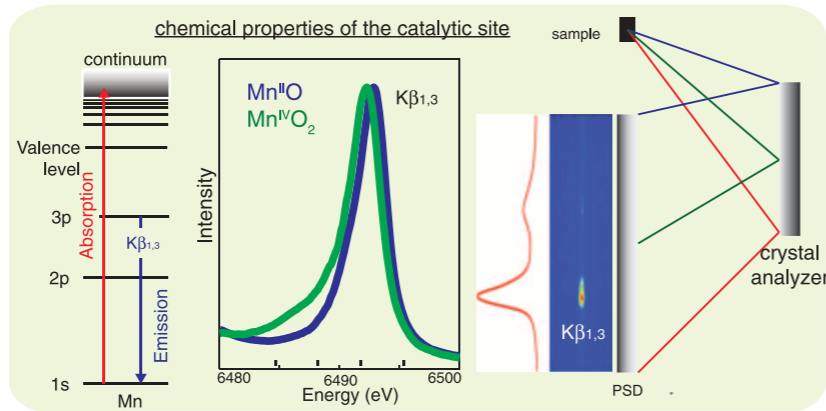 chemical properties of the catalytic site
continuum
Valence
level
3p
2p
1s
Mn
Absorption
Kβ1,3
Emission
MnᴵᴵO
MnᴵⱽO₂
Kβ1,3
Intensity
6480
6490
6500
Energy (eV)
sample
Kβ1,3
crystal
analyzer
PSD